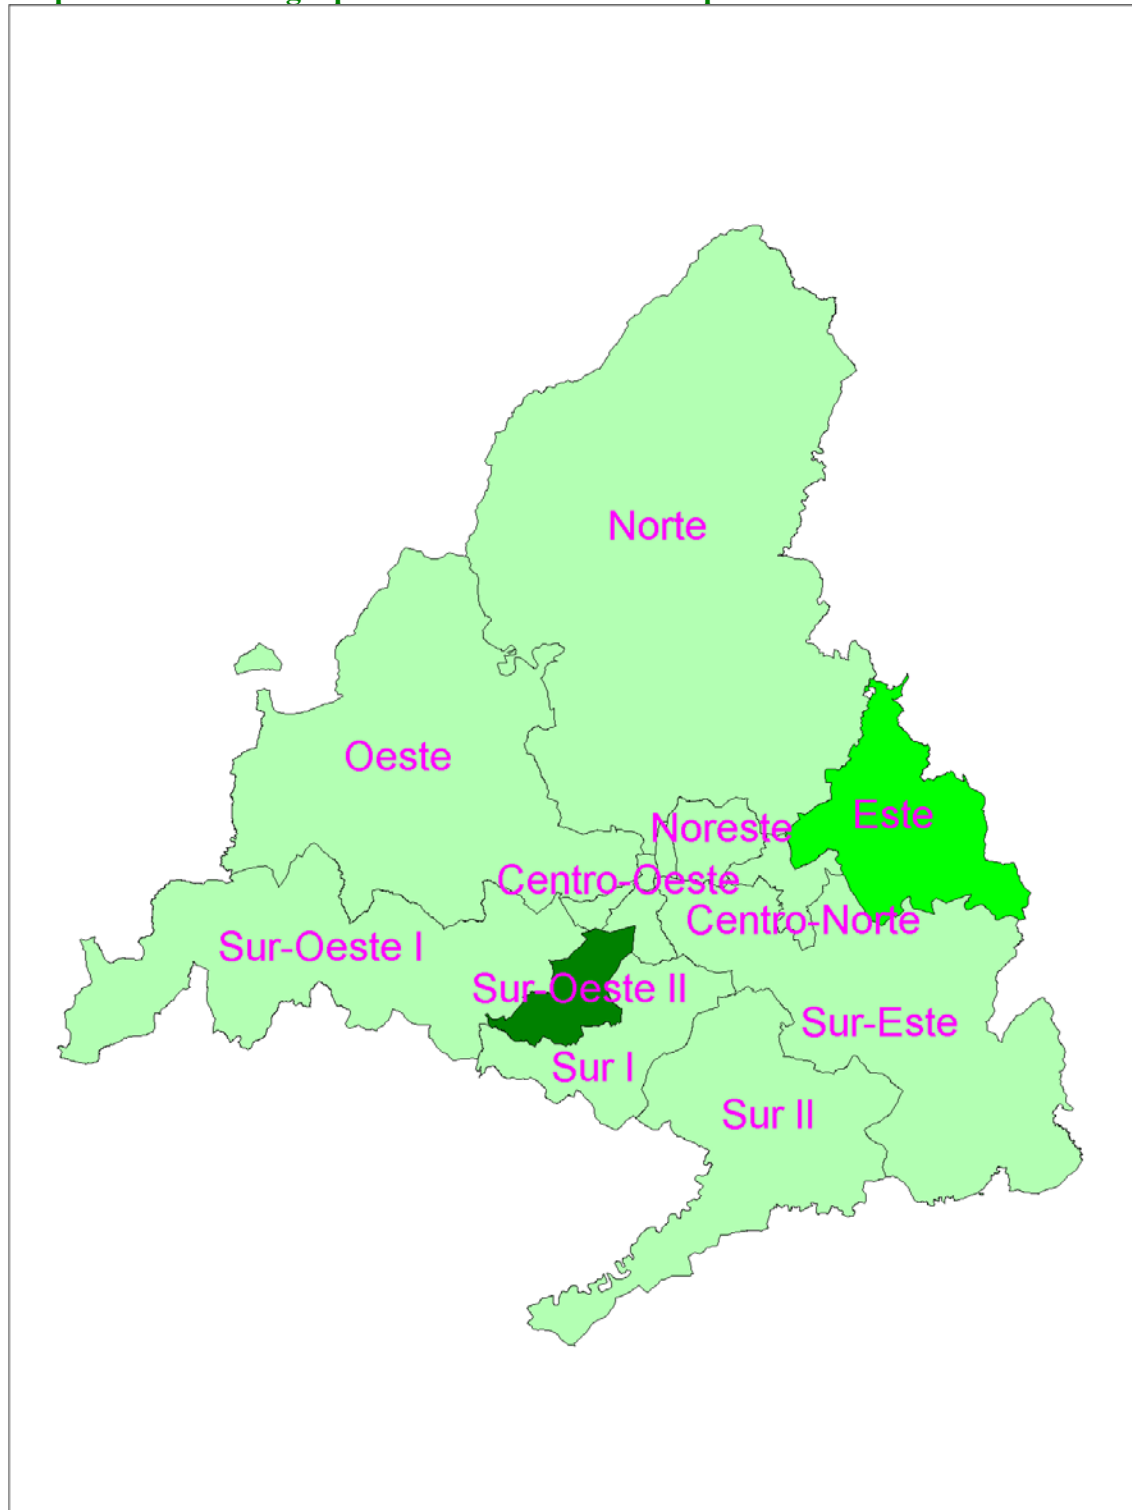 Norte
Oeste
Este
Noreste
Centro-Oeste
Centro-Norte
Sur-Oeste I
Sur-Oeste II
Sur-Este
Sur I
Sur II